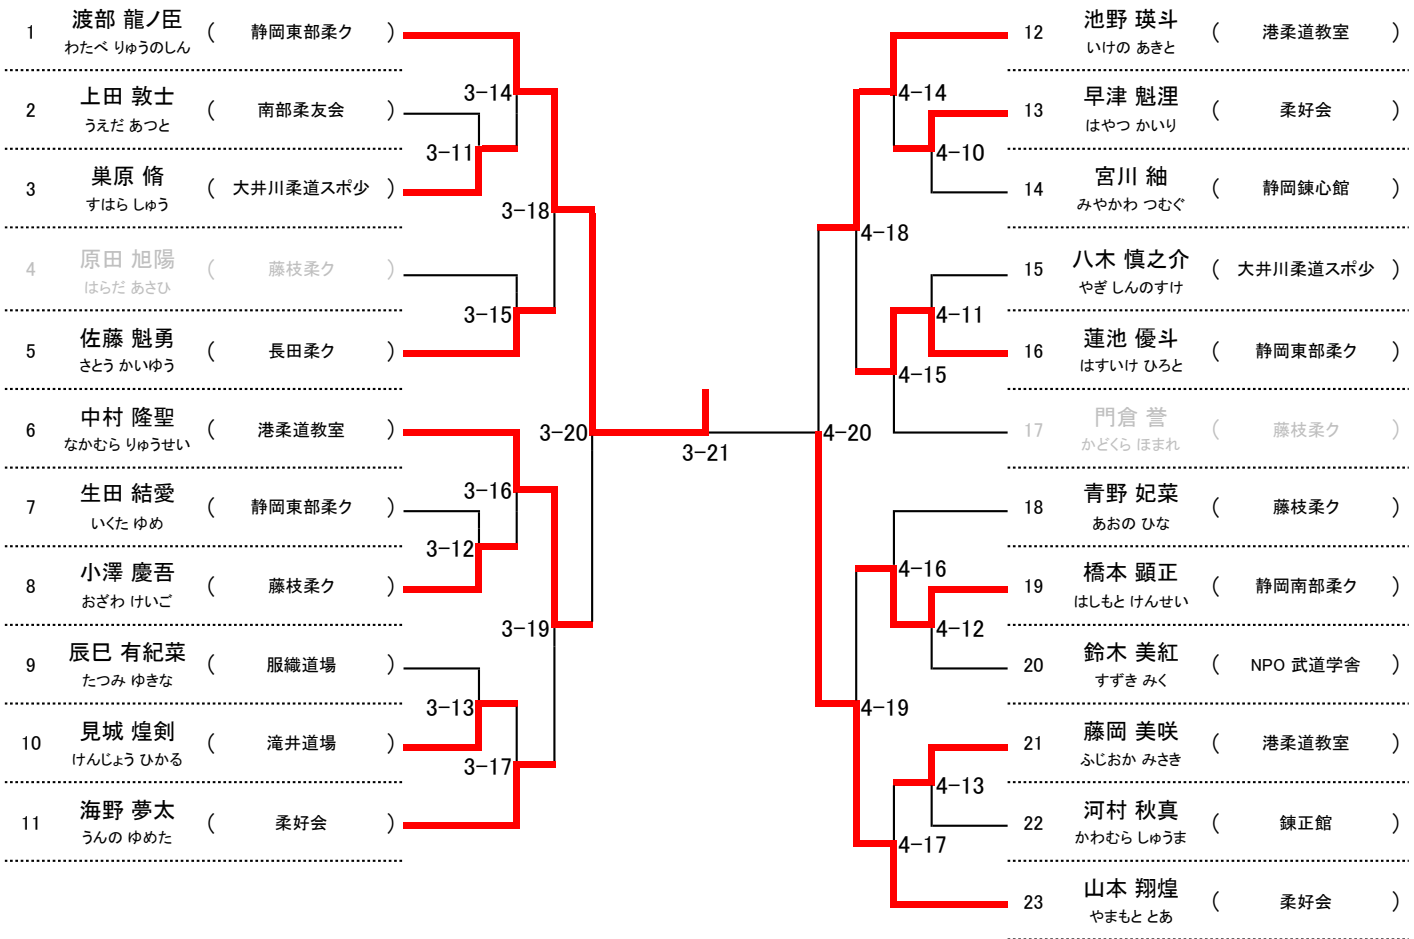 1 渡部 龍ノ臣 ( 静岡東部柔ク )
わたべ りゅうのしん
2 上田 敦士 ( 南部柔友会 )
うえだ あつと
3 巣原 脩 ( 大井川柔道スポ少 )
すはら しゅう
4 原田 旭陽 ( 藤枝柔ク )
はらだ あさひ
5 佐藤 魁勇 ( 長田柔ク )
さとう かいゆう
6 中村 隆聖 ( 港柔道教室 )
なかむら りゅうせい
7 生田 結愛 ( 静岡東部柔ク )
いくた ゆめ
8 小澤 慶吾 ( 藤枝柔ク )
おざわ けいご
9 辰巳 有紀菜 ( 服織道場 )
たつみ ゆきな
10 見城 煌剣 ( 滝井道場 )
けんじょう ひかる
11 海野 夢太 ( 柔好会 )
うんの ゆめた
3-14
3-11
3-18
3-15
3-20
3-16
3-12
3-19
3-13
3-17
3-21
4-14
4-10
4-18
4-11
4-15
4-20
4-16
4-12
4-19
4-13
4-17
12 池野 瑛斗 ( 港柔道教室 )
いけの あきと
13 早津 魁浬 ( 柔好会 )
はやつ かいり
14 宮川 紬 ( 静岡錬心館 )
みやかわ つむぐ
15 八木 慎之介 ( 大井川柔道スポ少 )
やぎ しんのすけ
16 蓮池 優斗 ( 静岡東部柔ク )
はすいけ ひろと
17 門倉 誉 ( 藤枝柔ク )
かどくら ほまれ
18 青野 妃菜 ( 藤枝柔ク )
あおの ひな
19 橋本 顕正 ( 静岡南部柔ク )
はしもと けんせい
20 鈴木 美紅 ( NPO 武道学舎 )
すずき みく
21 藤岡 美咲 ( 港柔道教室 )
ふじおか みさき
22 河村 秋真 ( 錬正館 )
かわむら しゅうま
23 山本 翔煌 ( 柔好会 )
やまもと とあ